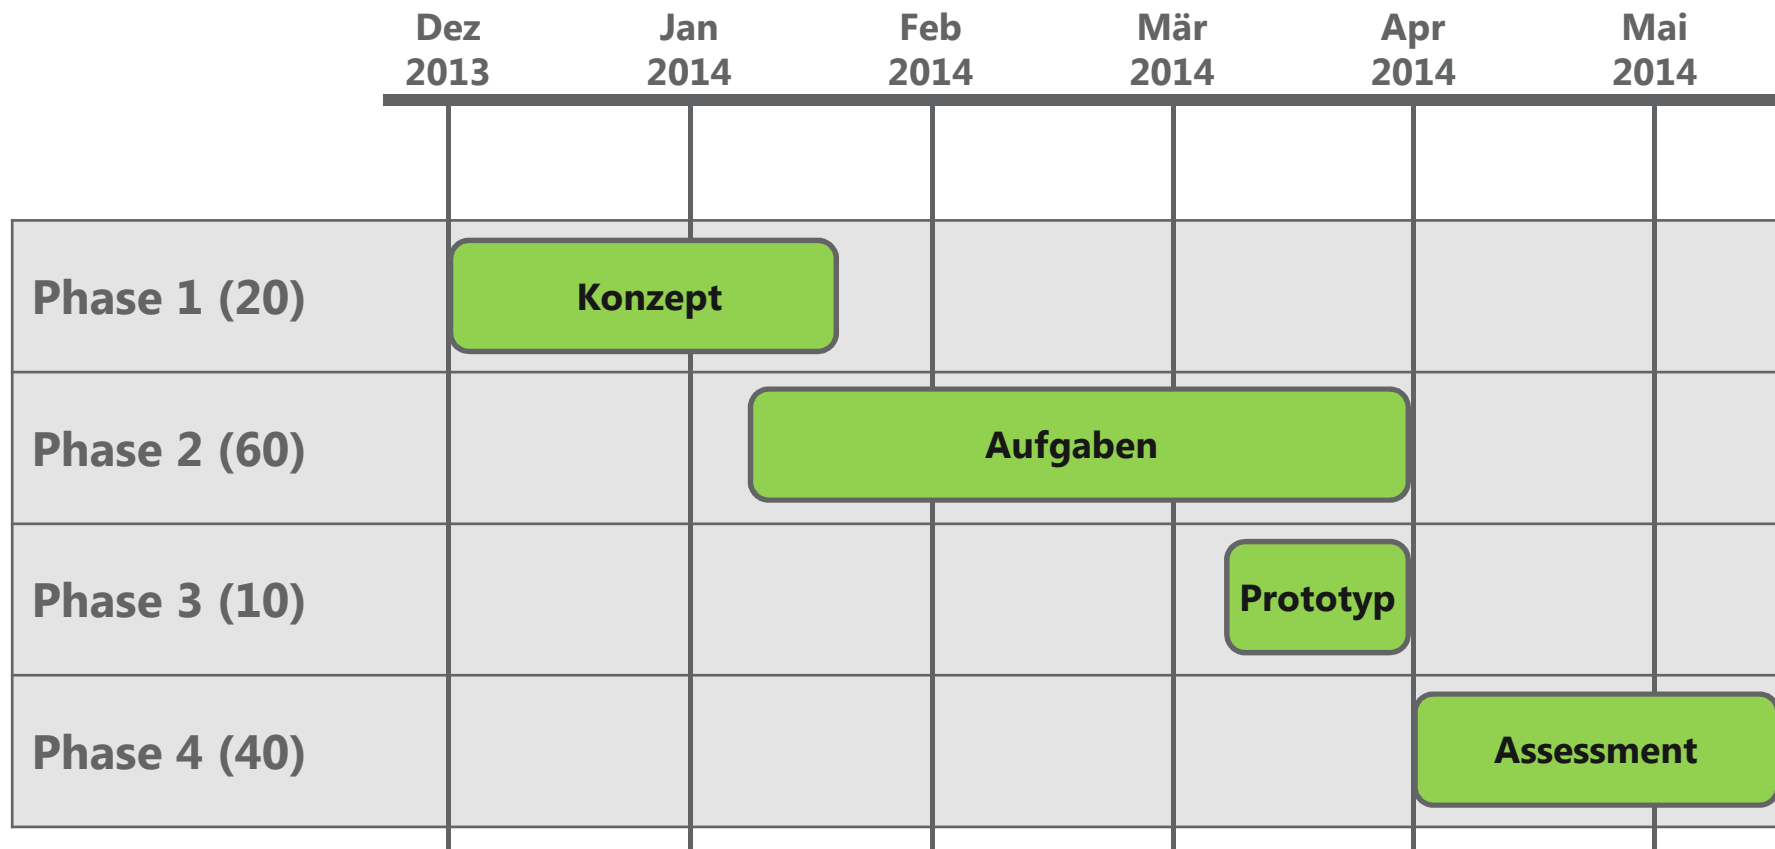 Dez Jan Feb Mär Apr Mai
2013 2014 2014 2014 2014 2014
Phase 1 (20) Konzept
Phase 2 (60) Aufgaben
Phase 3 (10) Prototyp
Phase 4 (40) Assessment